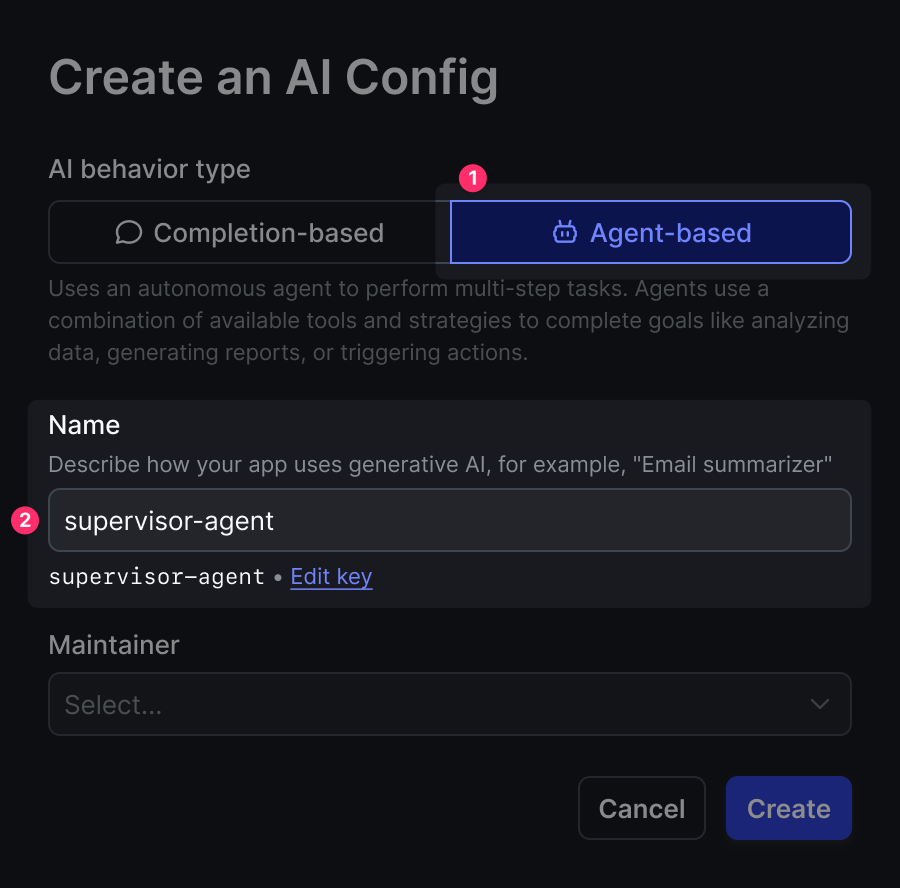 Create an AI Config
AI behavior type
1
Completion-based
Agent-based
Uses an autonomous agent to perform multi-step tasks. Agents use a
combination of available tools and strategies to complete goals like analyzing
data, generating reports, or triggering actions.
Name
Describe how your app uses generative AI, for example, "Email summarizer"
2
supervisor-agent
supervisor-agent • Edit key
Maintainer
Select...
Cancel
Create